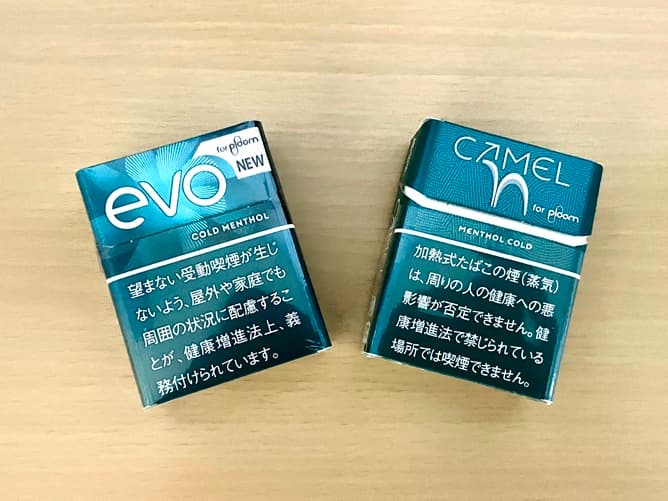 for Ploom
NEW
evo
COLD MENTHOL
望まない受動喫煙が生じ
ないよう、屋外や家庭でも
周囲の状況に配慮するこ
とが、健康増進法上、義
務付けられています。
CAMEL
for Ploom
MENTHOL COLD
加熱式たばこの煙(蒸気)
は、周りの人の健康への悪
影響が否定できません。健
康増進法で禁じられている
場所では喫煙できません。